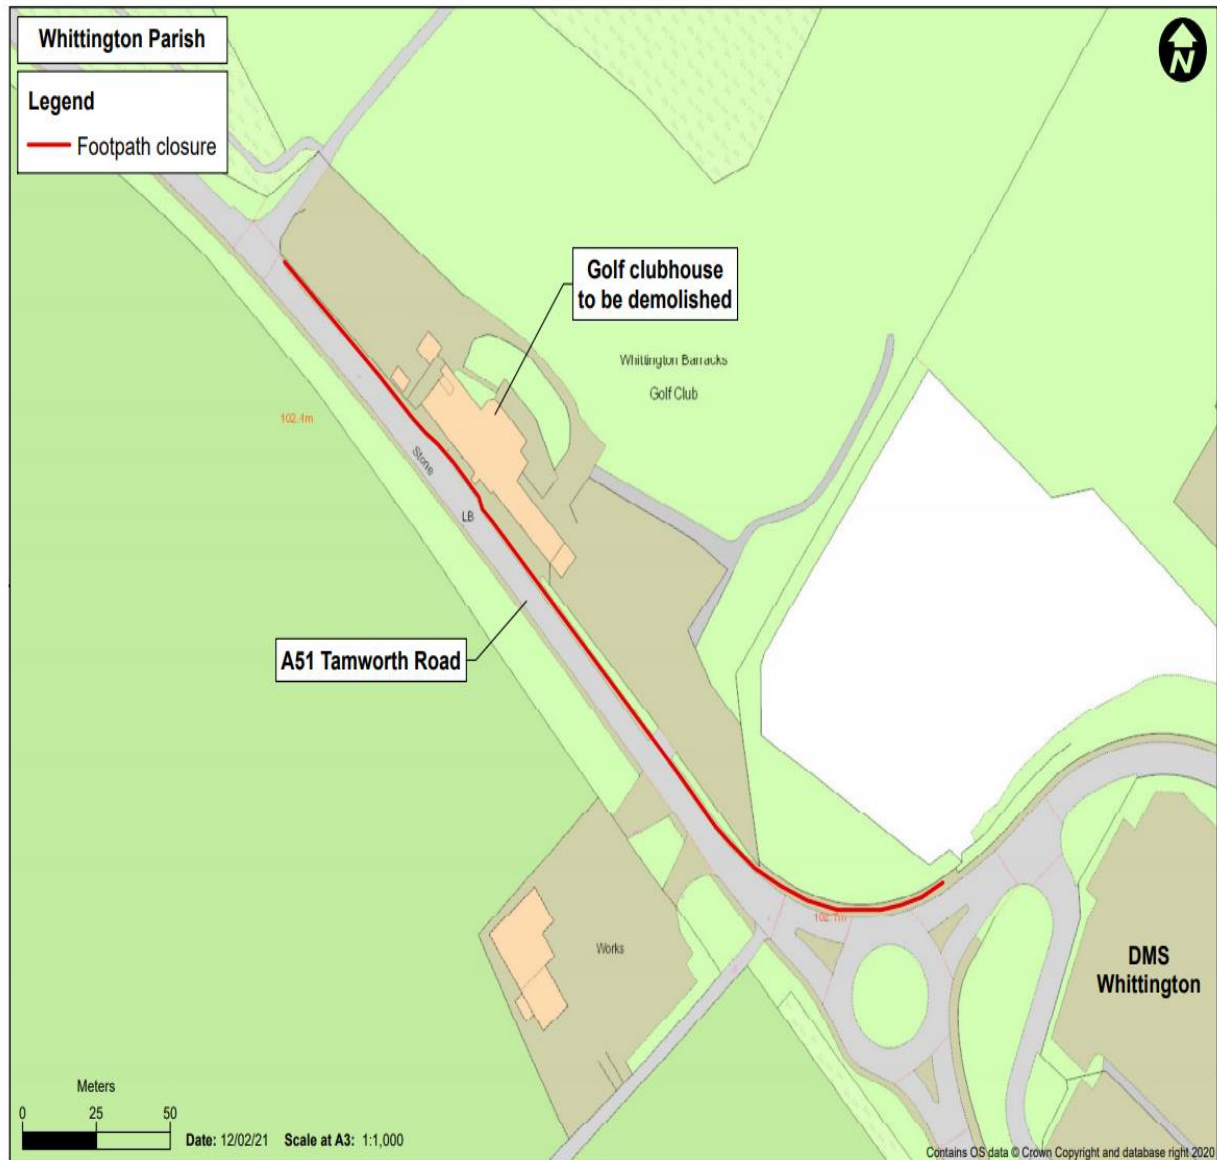 Whittington Parish
Legend
Footpath closure
N
Golf clubhouse
to be demolished
Whittington Barracks
Golf Club
102.4m
Stone
LB
A51 Tamworth Road
102.7m
Works
DMS
Whittington
Meters
0 25 50
Date: 12/02/21 Scale at A3: 1:1,000
Contains OS data © Crown Copyright and database right 2020